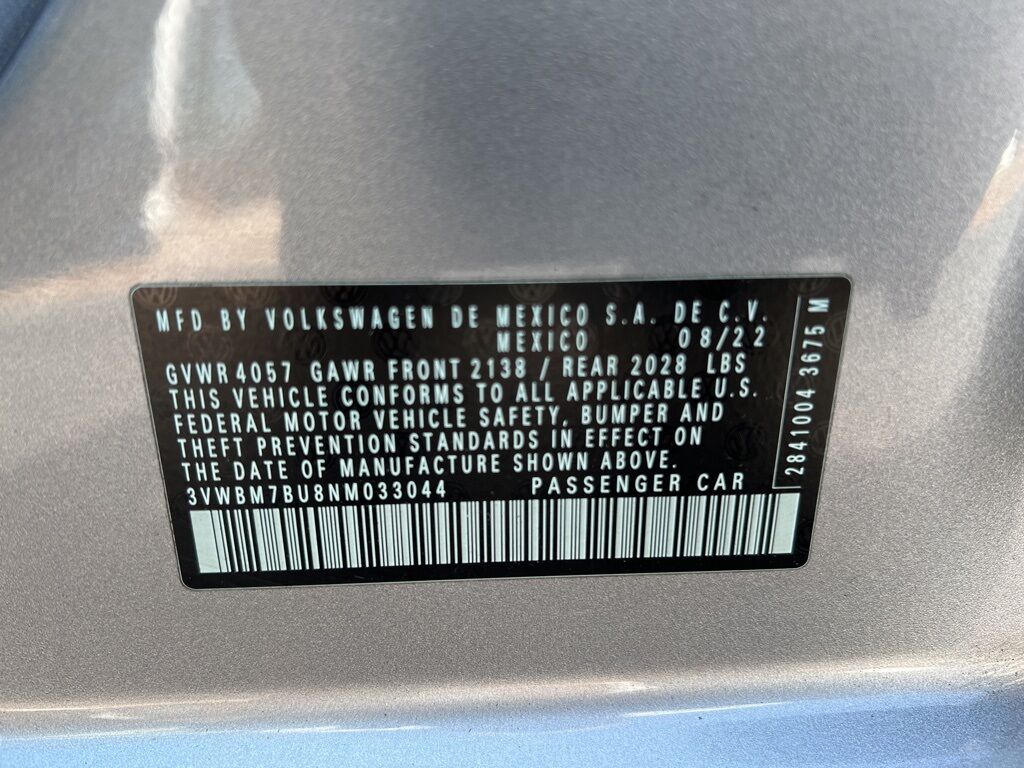 MFD BY VOLKSWAGEN DE MEXICO S.A. DE C.V.
MEXICO 08/22
GVWR 4057 GAWR FRONT 2138 / REAR 2028 LBS
THIS VEHICLE CONFORMS TO ALL APPLICABLE U.S.
FEDERAL MOTOR VEHICLE SAFETY, BUMPER AND
THEFT PREVENTION STANDARDS IN EFFECT ON
THE DATE OF MANUFACTURE SHOWN ABOVE.
3VWBM7BU8NM033044 PASSENGER CAR
2841004 3675 M